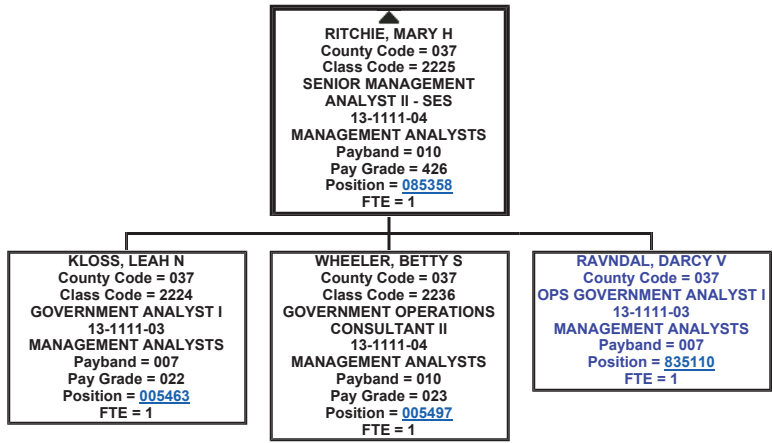 RITCHIE, MARY H
County Code = 037
Class Code = 2225
SENIOR MANAGEMENT
ANALYST II - SES
13-1111-04
MANAGEMENT ANALYSTS
Payband = 010
Pay Grade = 426
Position = 085358
FTE = 1
KLOSS, LEAH N
County Code = 037
Class Code = 2224
GOVERNMENT ANALYST I
13-1111-03
MANAGEMENT ANALYSTS
Payband = 007
Pay Grade = 022
Position = 005463
FTE = 1
WHEELER, BETTY S
County Code = 037
Class Code = 2236
GOVERNMENT OPERATIONS
CONSULTANT II
13-1111-04
MANAGEMENT ANALYSTS
Payband = 010
Pay Grade = 023
Position = 005497
FTE = 1
RAVNDAL, DARCY V
County Code = 037
OPS GOVERNMENT ANALYST I
13-1111-03
MANAGEMENT ANALYSTS
Payband = 007
Position = 835110
FTE = 1